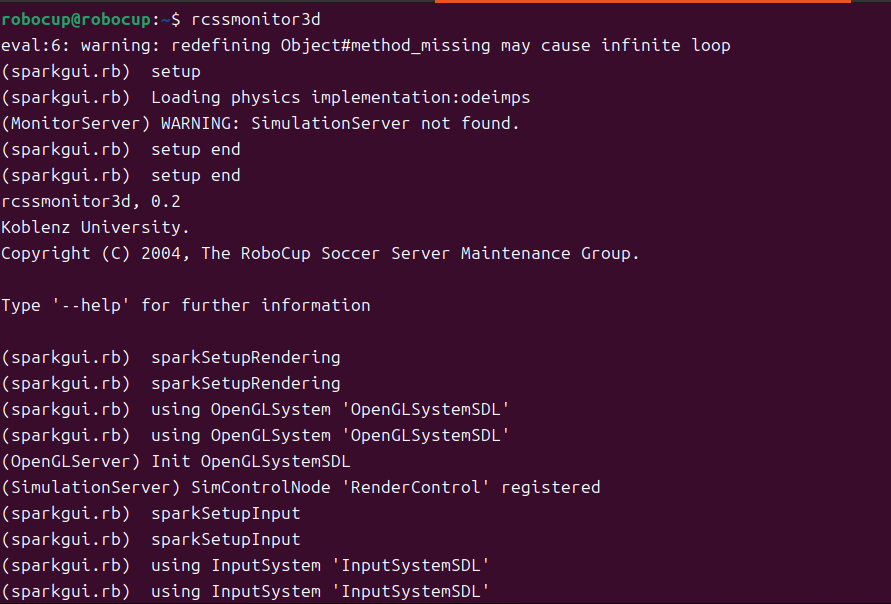 robocup@robocup:~$ rcssmonitor3d
eval:6: warning: redefining Object#method_missing may cause infinite loop
(sparkgui.rb)  setup
(sparkgui.rb)  Loading physics implementation:odeimps
(MonitorServer) WARNING: SimulationServer not found.
(sparkgui.rb)  setup end
(sparkgui.rb)  setup end
rcssmonitor3d, 0.2
Koblenz University.
Copyright (C) 2004, The RoboCup Soccer Server Maintenance Group.

Type '--help' for further information

(sparkgui.rb)  sparkSetupRendering
(sparkgui.rb)  sparkSetupRendering
(sparkgui.rb)  using OpenGLSystem 'OpenGLSystemSDL'
(sparkgui.rb)  using OpenGLSystem 'OpenGLSystemSDL'
(OpenGLServer) Init OpenGLSystemSDL
(SimulationServer) SimControlNode 'RenderControl' registered
(sparkgui.rb)  sparkSetupInput
(sparkgui.rb)  sparkSetupInput
(sparkgui.rb)  using InputSystem 'InputSystemSDL'
(sparkgui.rb)  using InputSystem 'InputSystemSDL'